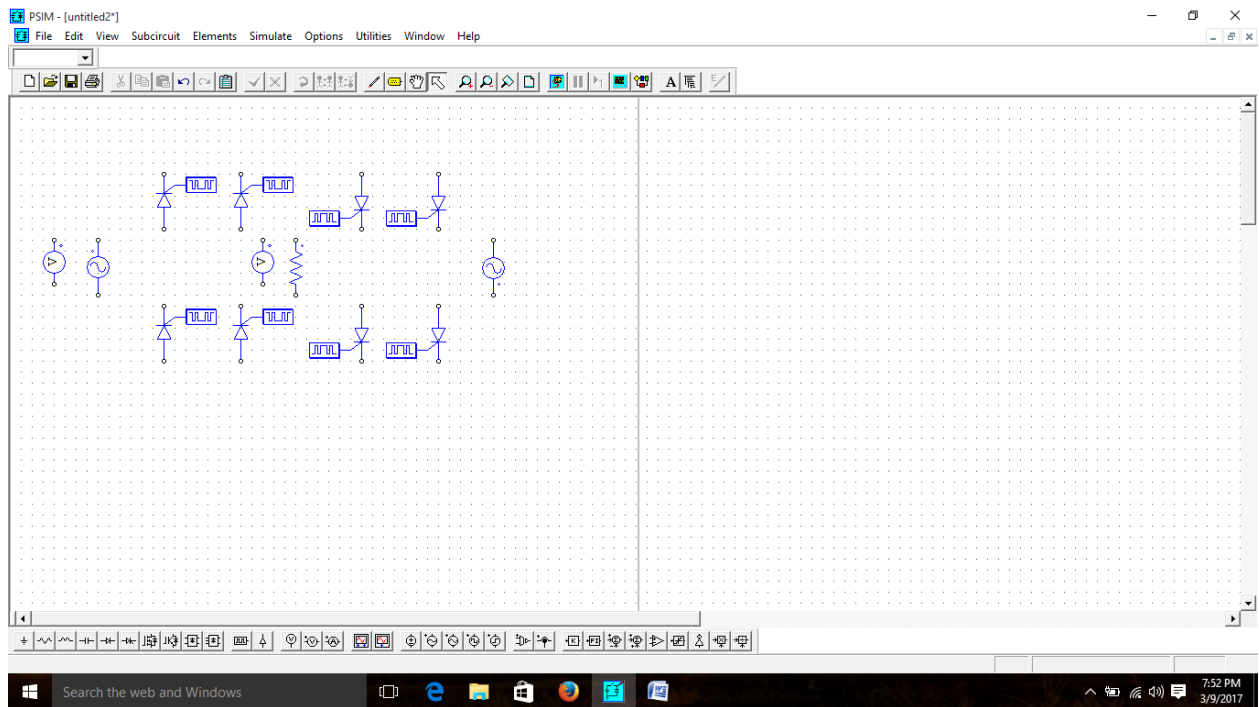 PSIM - [untitled2*]
File Edit View Subcircuit Elements Simulate Options Utilities Window Help
A
V
V
K
Search the web and Windows
7:52 PM
3/9/2017